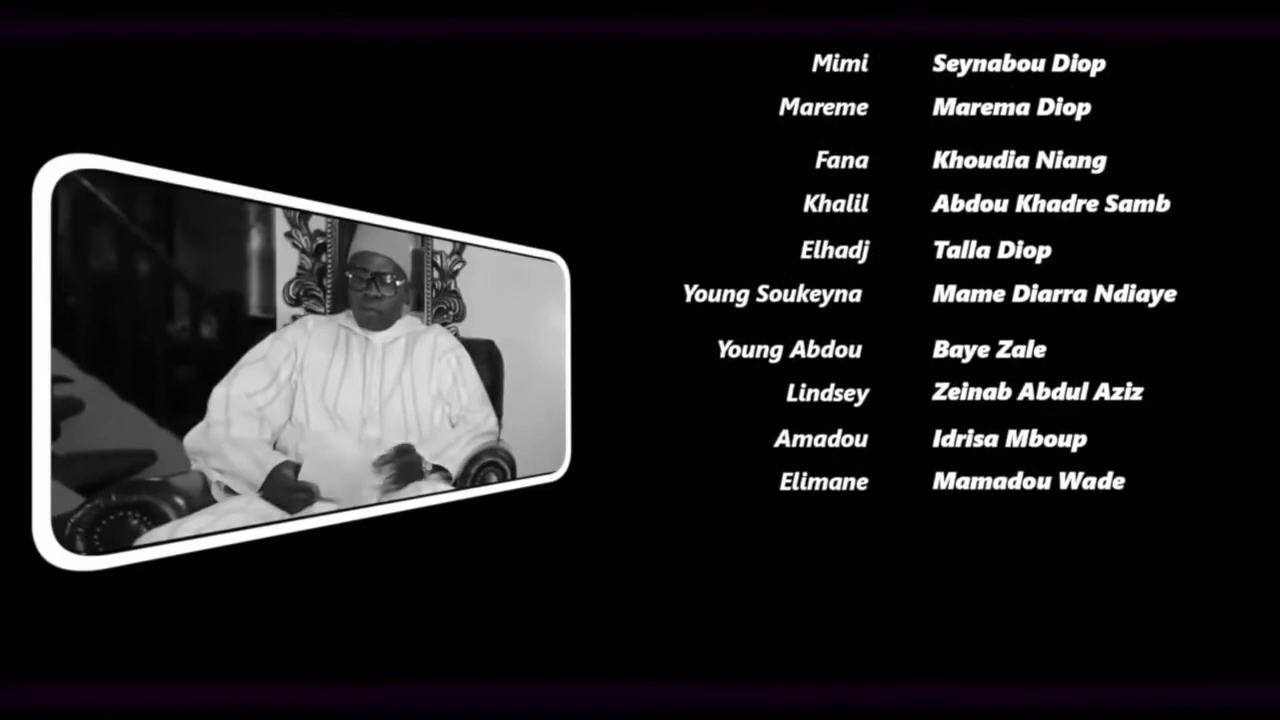 Mimi Seynabou Diop
Mareme Marema Diop
Fana Khoudia Niang
Khalil Abdou Khadre Samb
Elhadj Talla Diop
Young Soukeyna Mame Diarra Ndiaye
Young Abdou Baye Zale
Lindsey Zeinab Abdul Aziz
Amadou Idrisa Mboup
Elimane Mamadou Wade